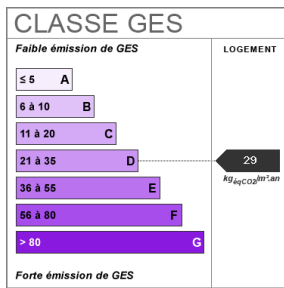 CLASSE GES
Faible émission de GES
LOGEMENT
≤ 5 A
6 à 10 B
11 à 20 C
21 à 35 D
29
kgéqCO2/m².an
36 à 55 E
56 à 80 F
> 80 G
Forte émission de GES